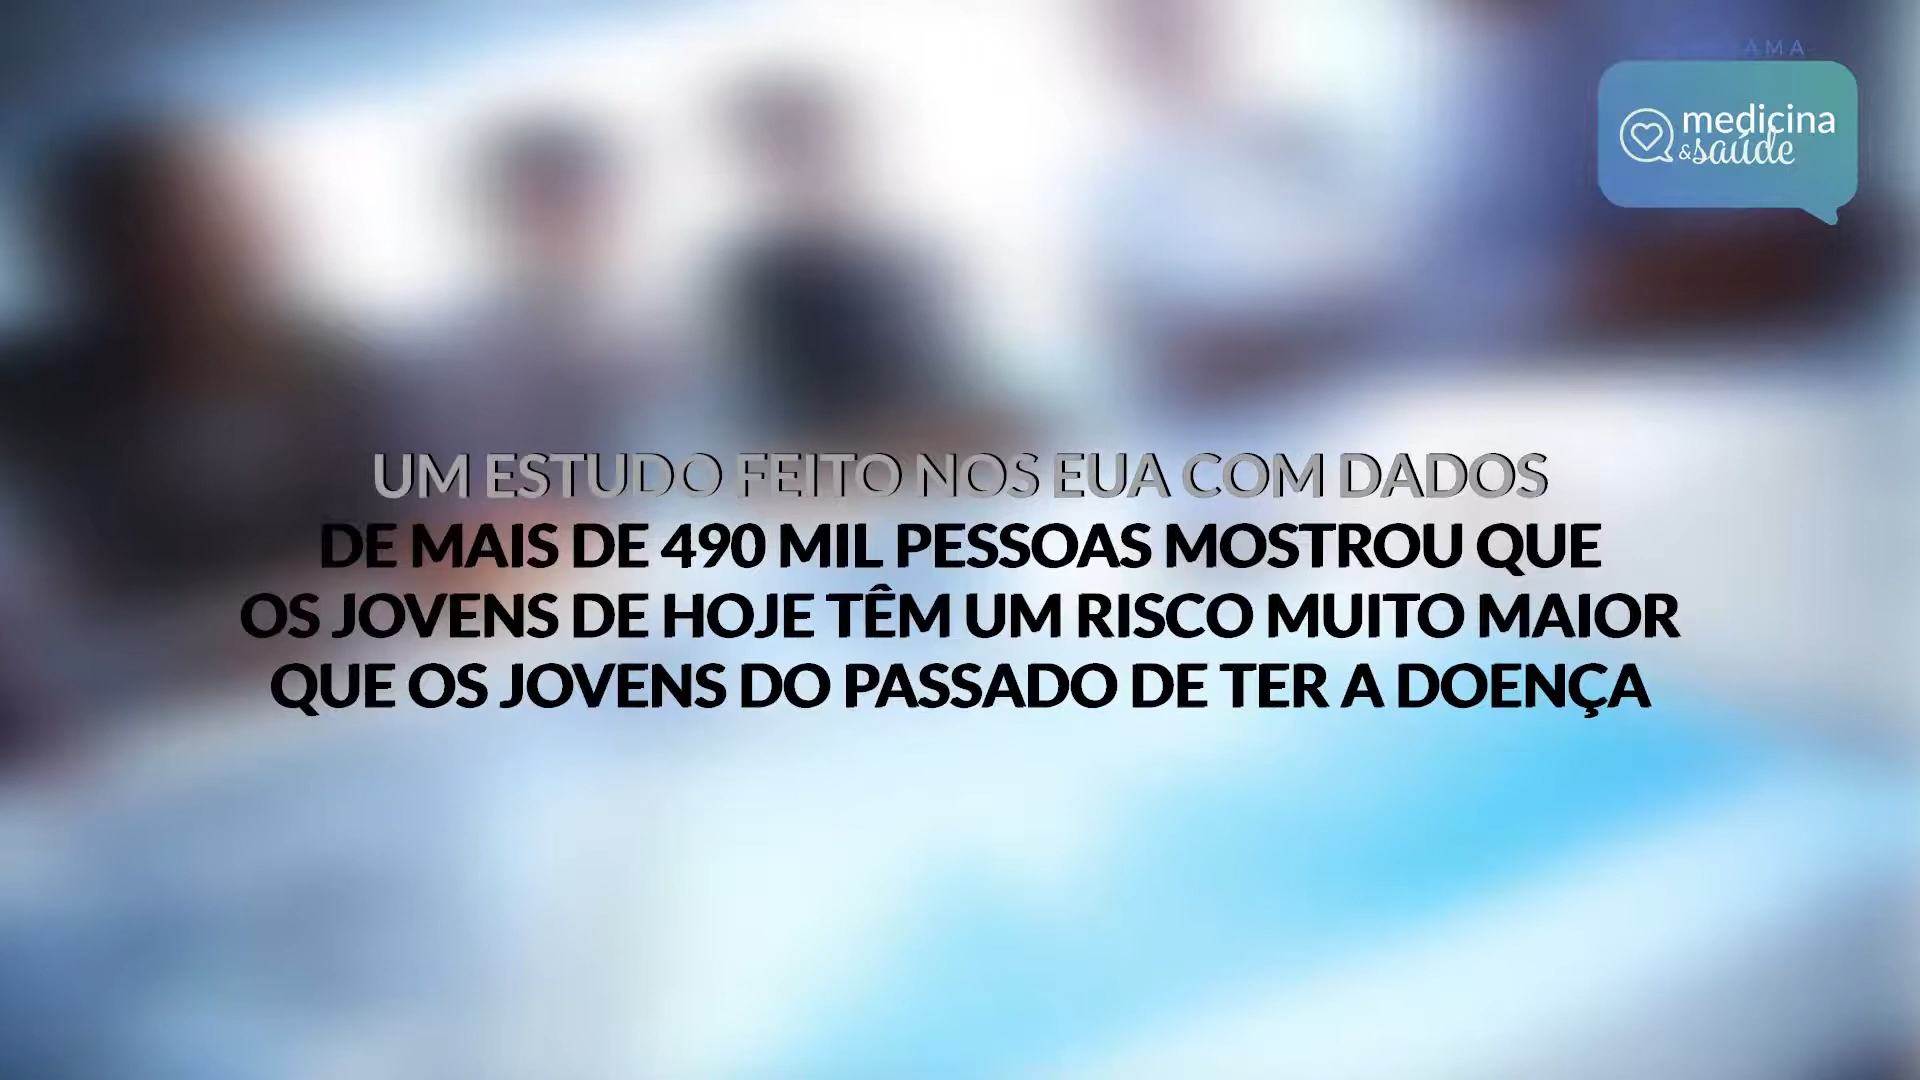 AMA
medicina
&saúde
UM ESTUDO FEITO NOS EUA COM DADOS
DE MAIS DE 490 MIL PESSOAS MOSTROU QUE
OS JOVENS DE HOJE TÊM UM RISCO MUITO MAIOR
QUE OS JOVENS DO PASSADO DE TER A DOENÇA